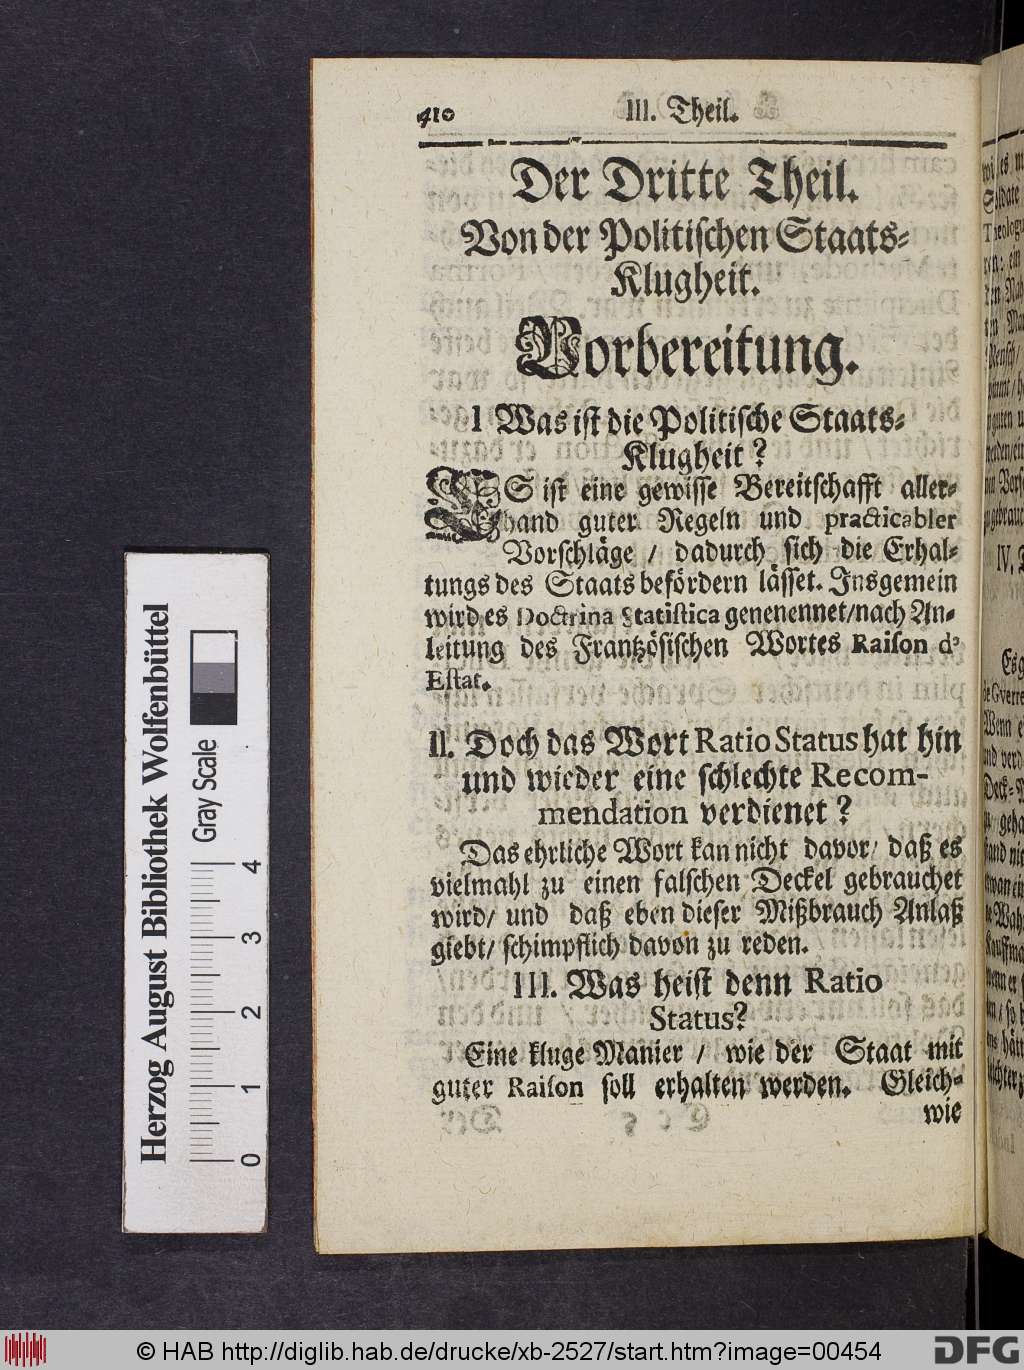 410 III. Theil.
Der Dritte Theil.
Von der Politischen Staats-
Klugheit.
Vorbereitung.
I Was ist die Politische Staats-
Klugheit?
ES ist eine gewisse Bereitschafft aller-
hand guter Regeln und practicabler
Vorschläge / dadurch sich die Erhal-
tungs des Staats befördern lässet. Insgemein
wird es Doctrina Statistica genenennet/nach An-
leitung des Frantzösischen Wortes Raison d'
Estat.
II. Doch das Wort Ratio Status hat hin
und wieder eine schlechte Recom-
mendation verdienet?
Das ehrliche Wort kan nicht davor/ daß es
vielmahl zu einen falschen Deckel gebrauchet
wird/ und daß eben dieser Mißbrauch Anlaß
giebt/ schimpflich davon zu reden.
III. Was heist denn Ratio
Status?
Eine kluge Manier / wie der Staat mit
guter Raison soll erhalten werden. Gleich-
wie
Herzog August Bibliothek Wolfenbüttel
Gray Scale
0 1 2 3 4
© HAB http://diglib.hab.de/drucke/xb-2527/start.htm?image=00454
DFG